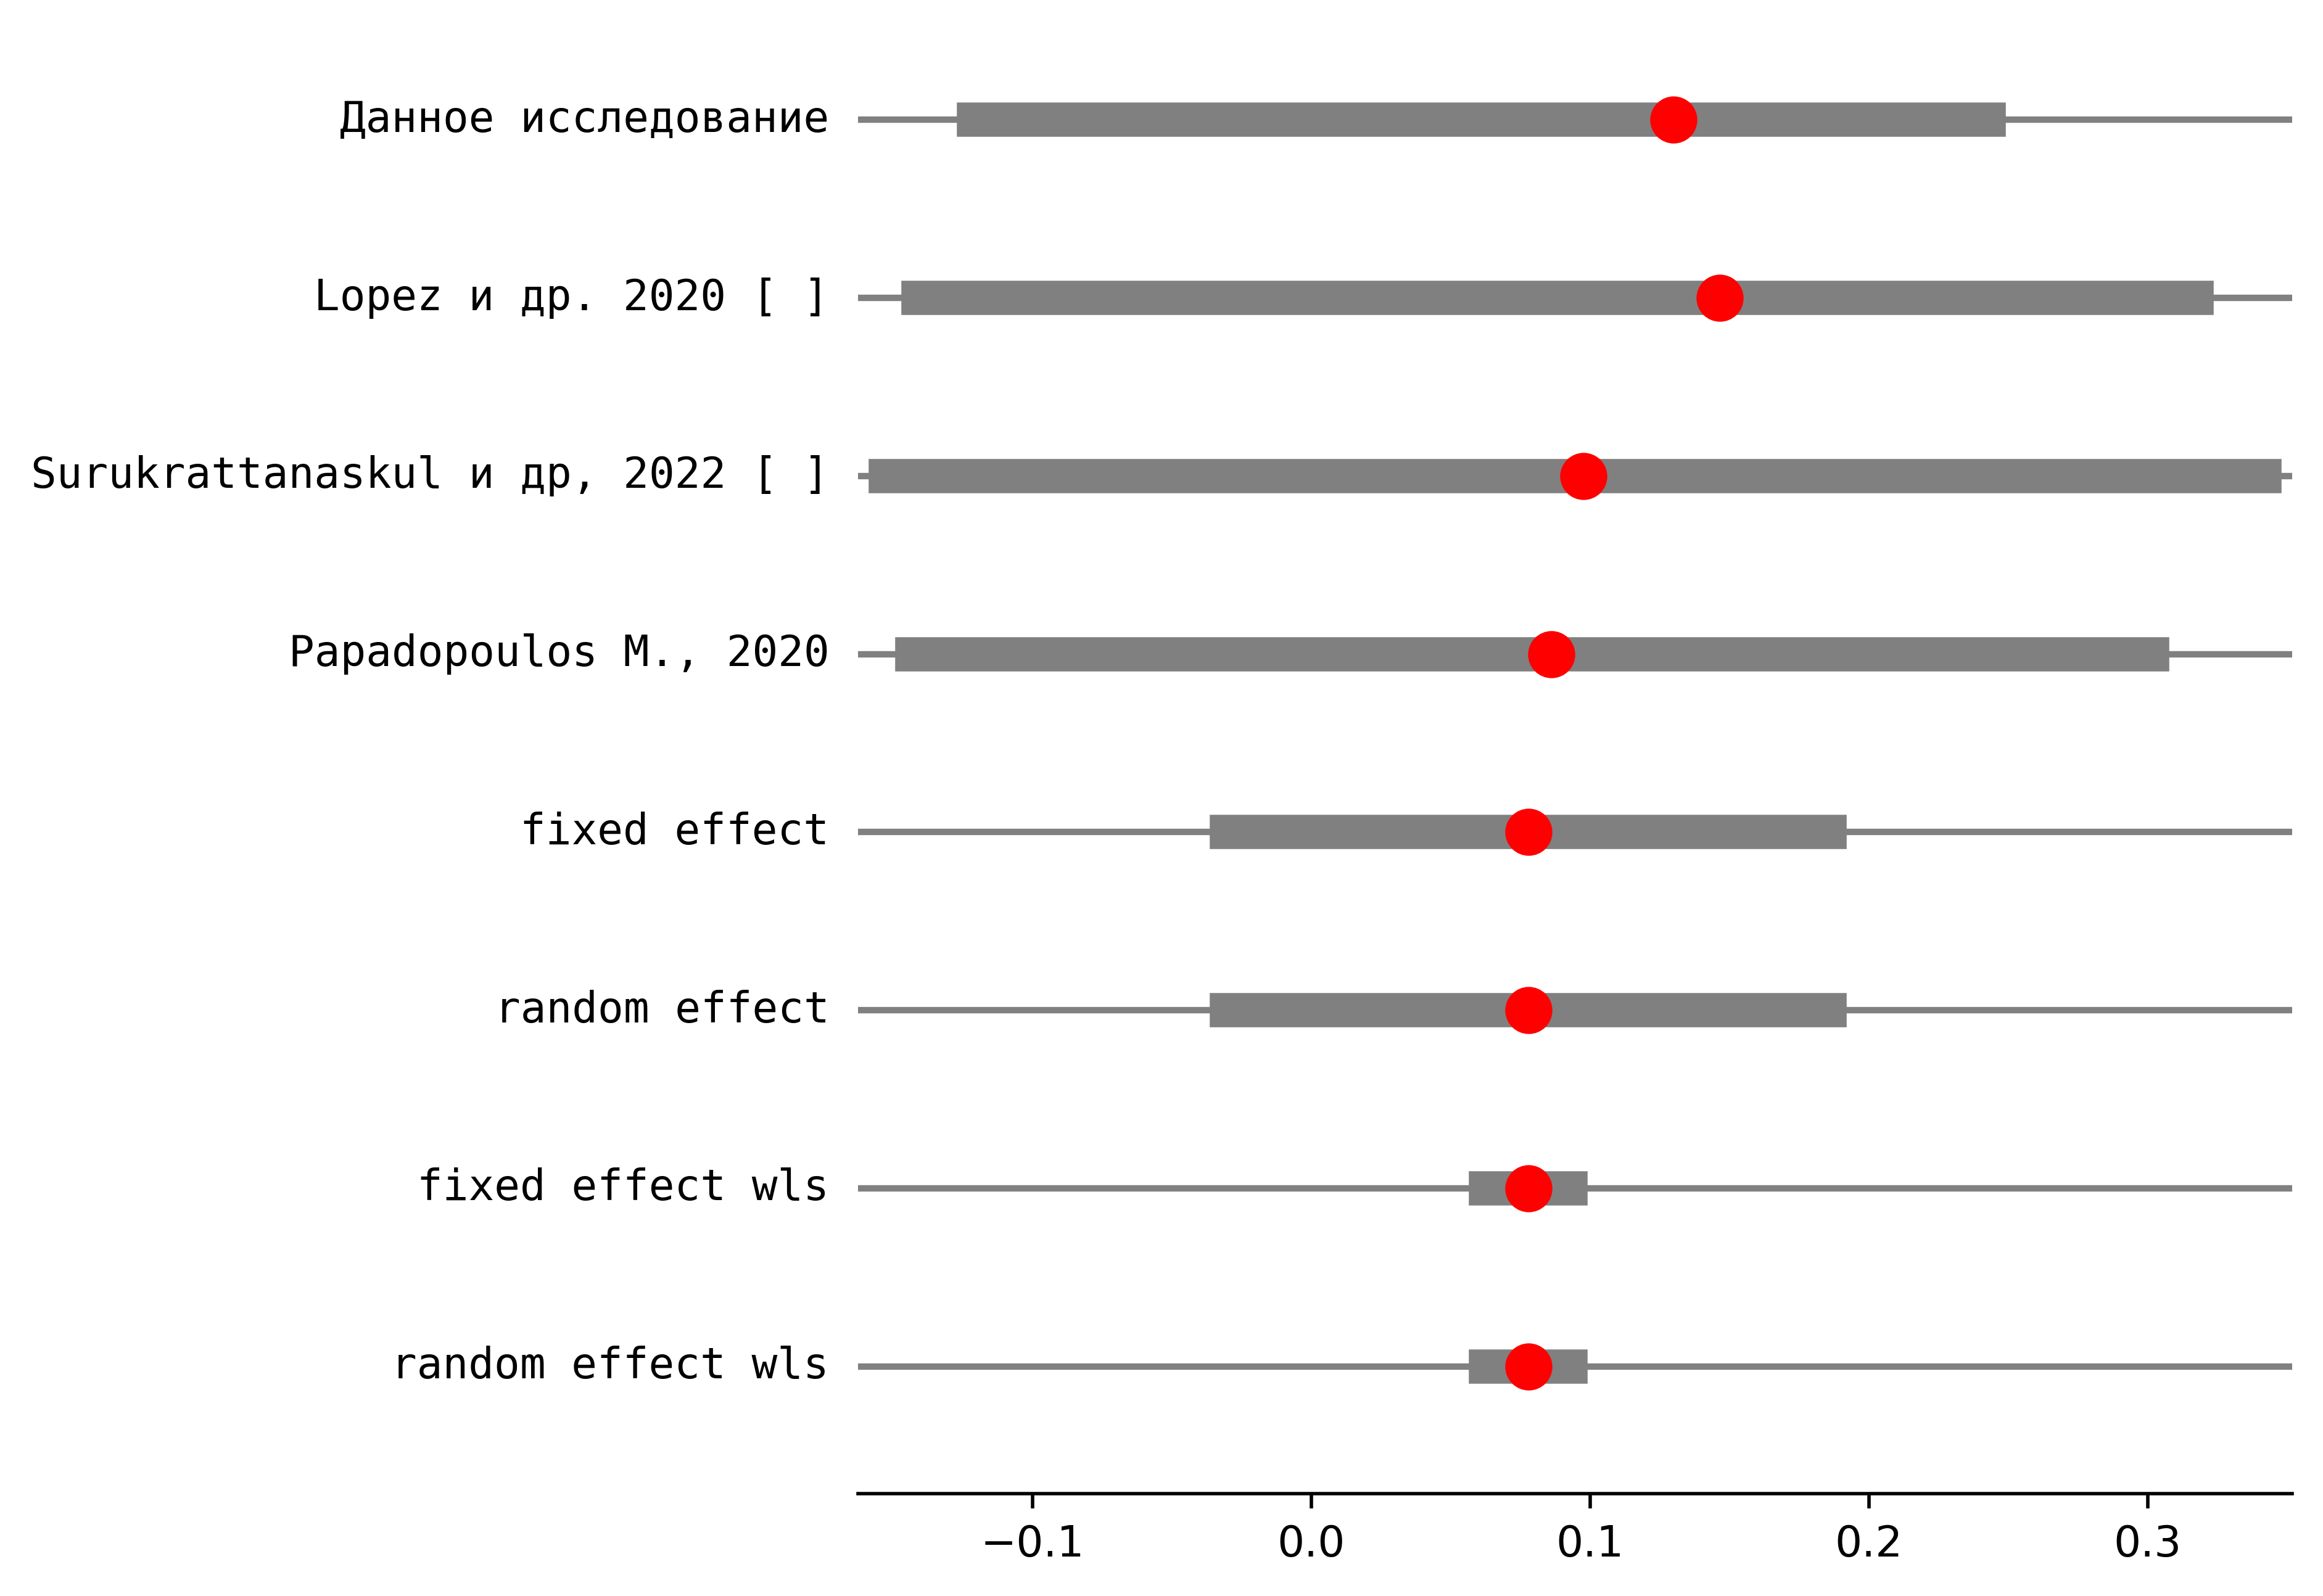 Данное исследование
Lopez и др. 2020 [ ]
Surukrattanaskul и др, 2022 [ ]
Papadopoulos M., 2020
fixed effect
random effect
fixed effect wls
random effect wls
−0.1 0.0 0.1 0.2 0.3